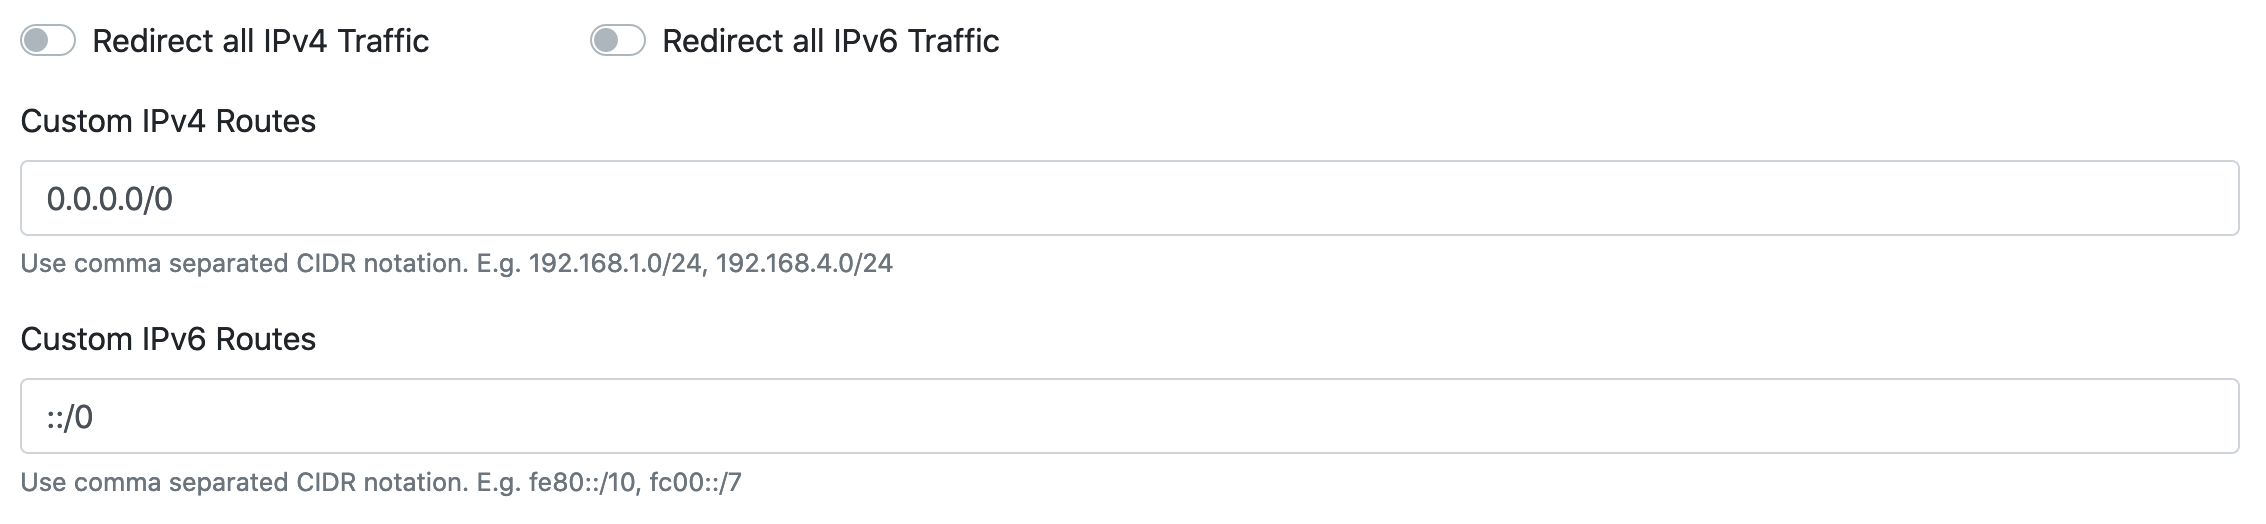 Redirect all IPv4 Traffic Redirect all IPv6 Traffic
Custom IPv4 Routes
0.0.0.0/0
Use comma separated CIDR notation. E.g. 192.168.1.0/24, 192.168.4.0/24
Custom IPv6 Routes
::/0
Use comma separated CIDR notation. E.g. fe80::/10, fc00::/7